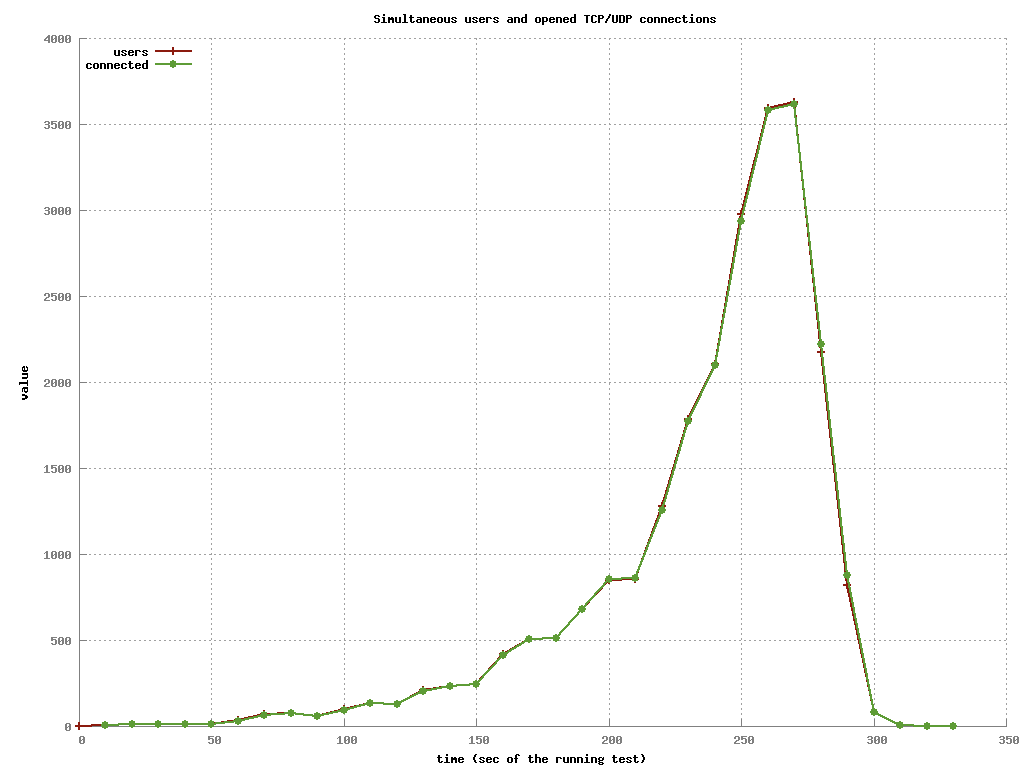 Simultaneous users and opened TCP/UDP connections
4000
users
connected
3500
3000
2500
2000
value
1500
1000
500
0
0 50 100 150 200 250 300 350
time (sec of the running test)